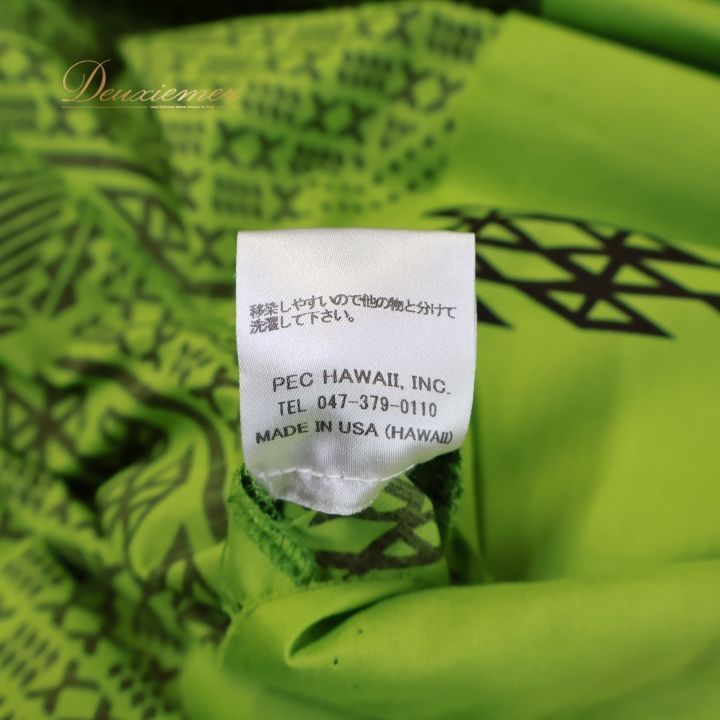 Deuxiemer
移染しやすいので他の物と分けて
洗濯して下さい。
PEC HAWAII, INC.
TEL 047-379-0110
MADE IN USA (HAWAII)